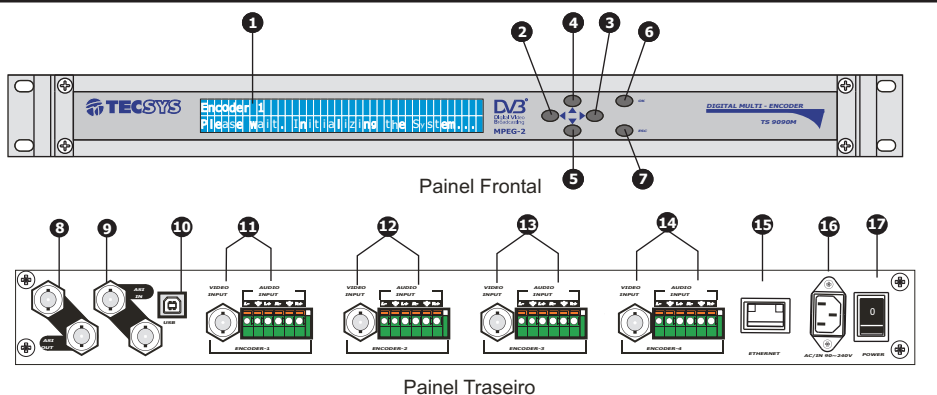 1
2
4
3
6
TECSYS
Encoder 1
Please wait. Initializing the System...
DVB
Digital Video
Broadcasting
MPEG-2
OK
ESC
DIGITAL MULTI - ENCODER
TS 9090M
5
7
Painel Frontal
8
9
10
11
12
13
14
15
16
17
ASI
IN
ASI
OUT
USB
VIDEO
INPUT
AUDIO
INPUT
ENCODER-1
VIDEO
INPUT
AUDIO
INPUT
ENCODER-2
VIDEO
INPUT
AUDIO
INPUT
ENCODER-3
VIDEO
INPUT
AUDIO
INPUT
ENCODER-4
ETHERNET
AC/IN 90~240V
0
POWER
Painel Traseiro